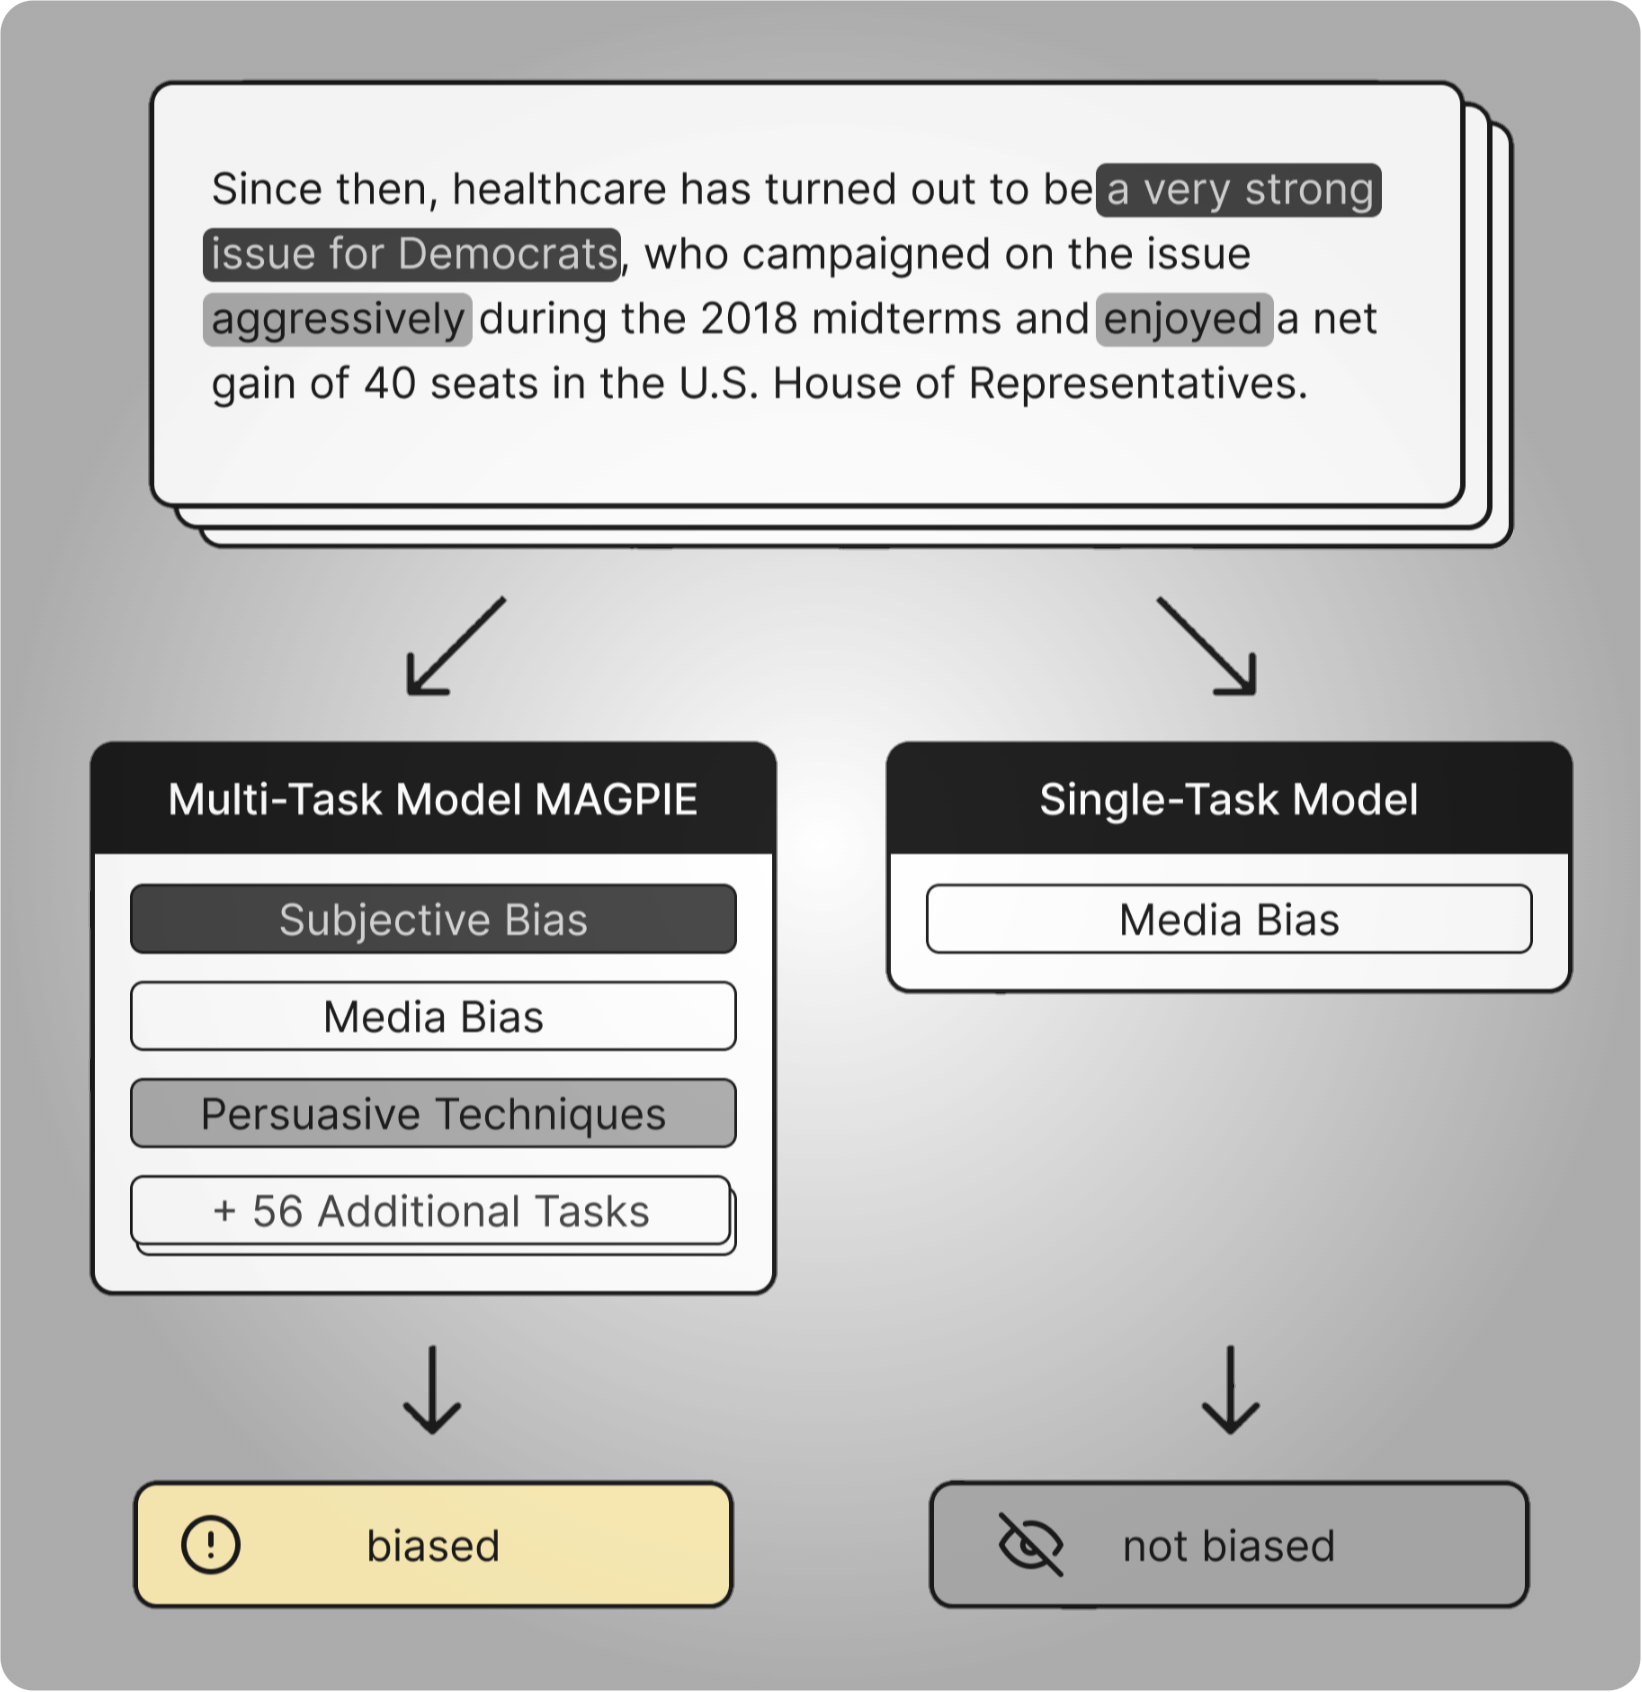 Since then, healthcare has turned out to be a very strong
issue for Democrats, who campaigned on the issue
aggressively during the 2018 midterms and enjoyed a net
gain of 40 seats in the U.S. House of Representatives.
Multi-Task Model MAGPIE
Subjective Bias
Media Bias
Persuasive Techniques
+ 56 Additional Tasks
biased
Single-Task Model
Media Bias
not biased